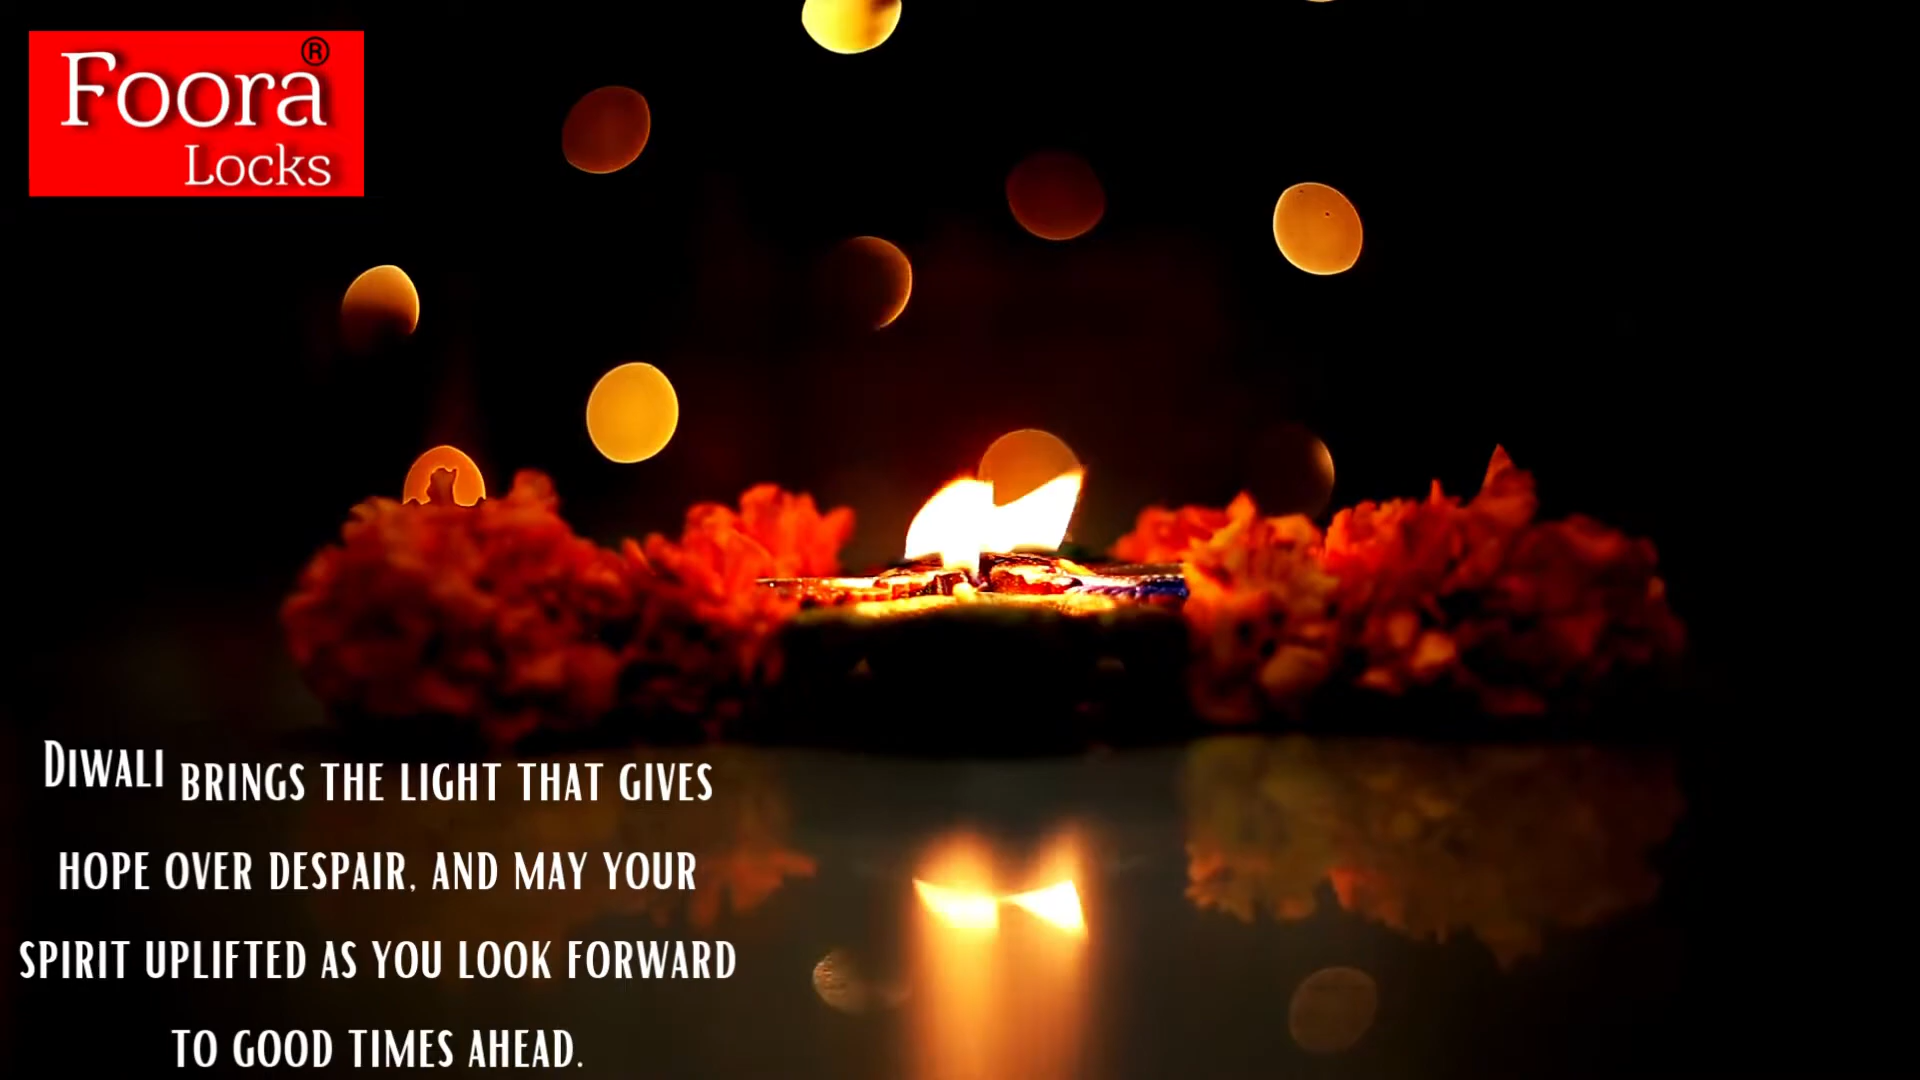 Foora®
Locks
Diwali brings the light that gives
hope over despair, and may your
spirit uplifted as you look forward
to good times ahead.